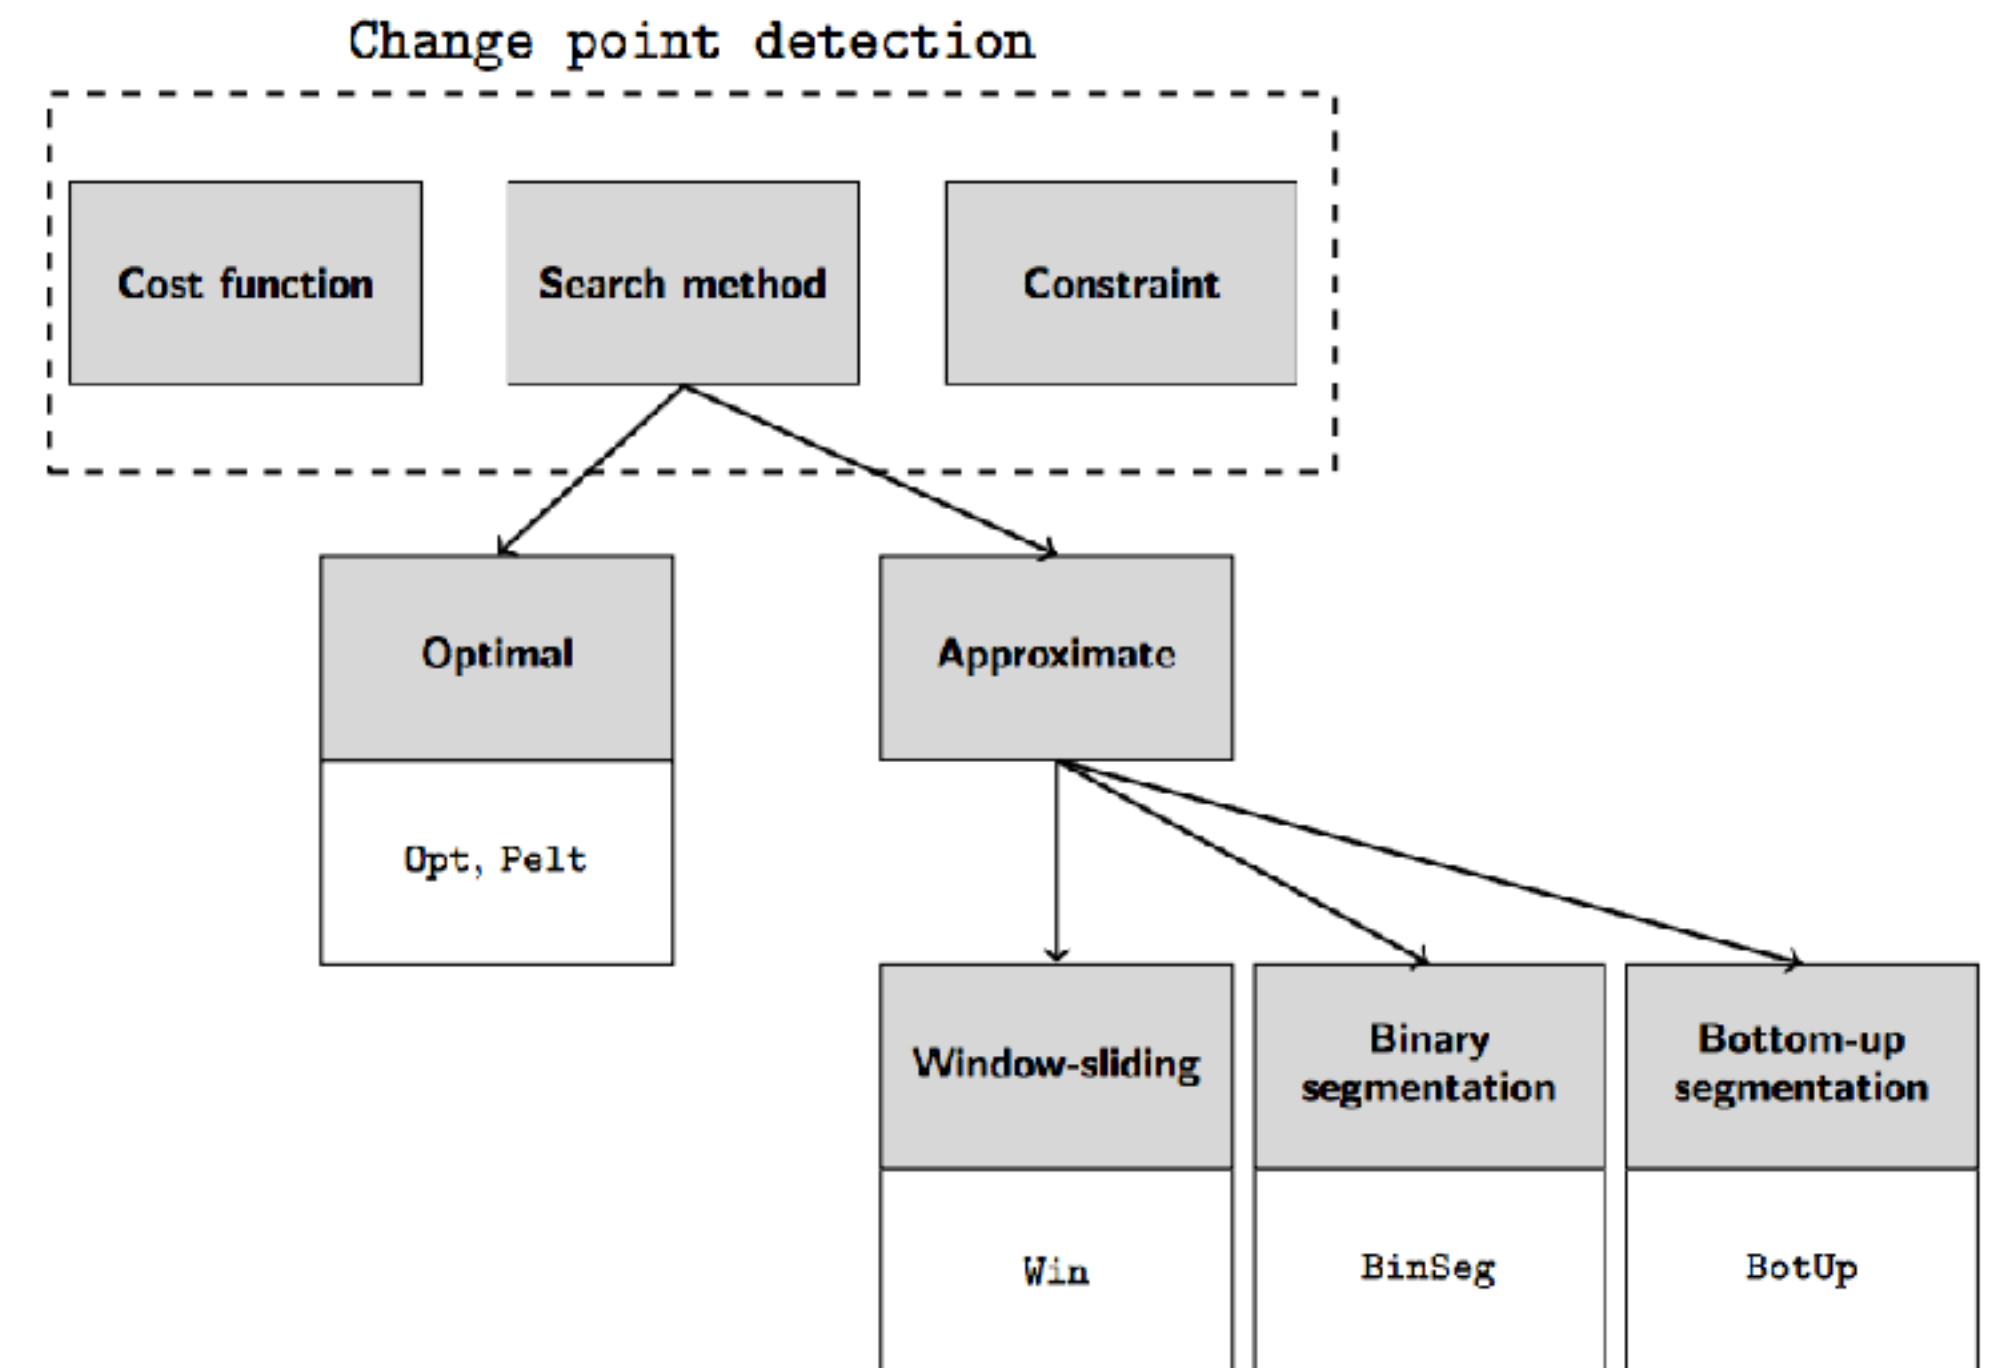 Change point detection
Cost function
Search method
Constraint
Optimal
Approximate
Opt, Pelt
Window-sliding
Binary
segmentation
Bottom-up
segmentation
Win
BinSeg
BotUp